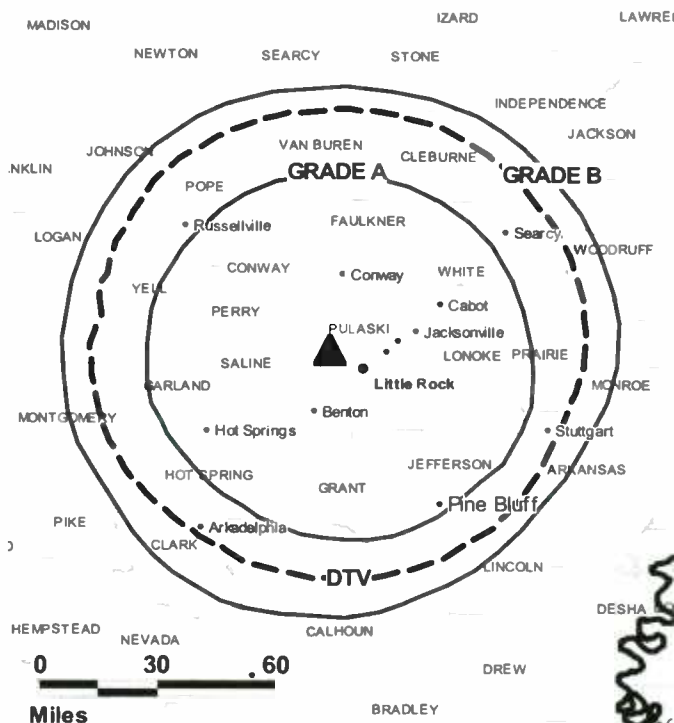 IZARD
MADISON
NEWTON
SEARCY
STONE
INDEPENDENCE
JACKSON
JOHNSON
VAN BUREN
CLEBURNE
GRADE A
GRADE B
POPE
Russellville
FAULKNER
Searcy
LOGAN
WOODRUFF
CONWAY
Conway
WHITE
YELL
Cabot
PERRY
PULASKI
Jacksonville
SALINE
LONOKE
PRAIRIE
Little Rock
GARLAND
MONROE
MONTGOMERY
Benton
Hot Springs
Stuttgart
HOT SPRING
JEFFERSON
ARKANSAS
GRANT
Pine Bluff
PIKE
Arkadelphia
CLARK
DTV
LINCOLN
DESHA
HEMPSTEAD
NEVADA
CALHOUN
0 30 60
DREW
Miles
BRADLEY